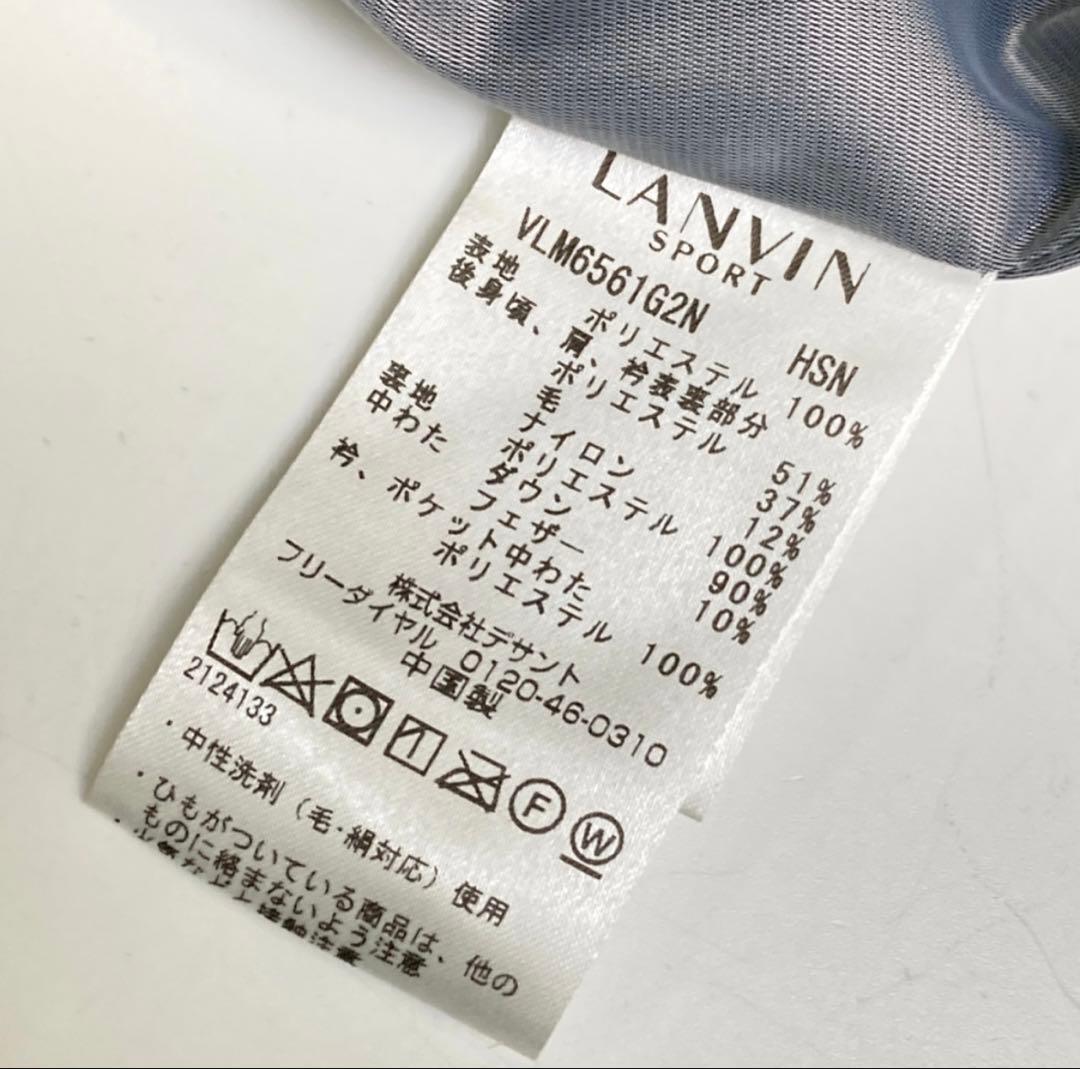 LANVIN
SPORT
VLM6561G2N HSN
表地 ポリエステル 100%
後身頃、肩、衿表裏部分
ポリエステル 51%
毛 37%
ナイロン 12%
裏地 ポリエステル 100%
中わた ダウン 90%
フェザー 10%
衿、ポケット中わた
ポリエステル 100%
株式会社デサント
フリーダイヤル 0120-46-0310
中国製
F W
2124133
・中性洗剤（毛・絹対応）使用
・ひもがついている商品は、他の
ものに絡まないよう注意